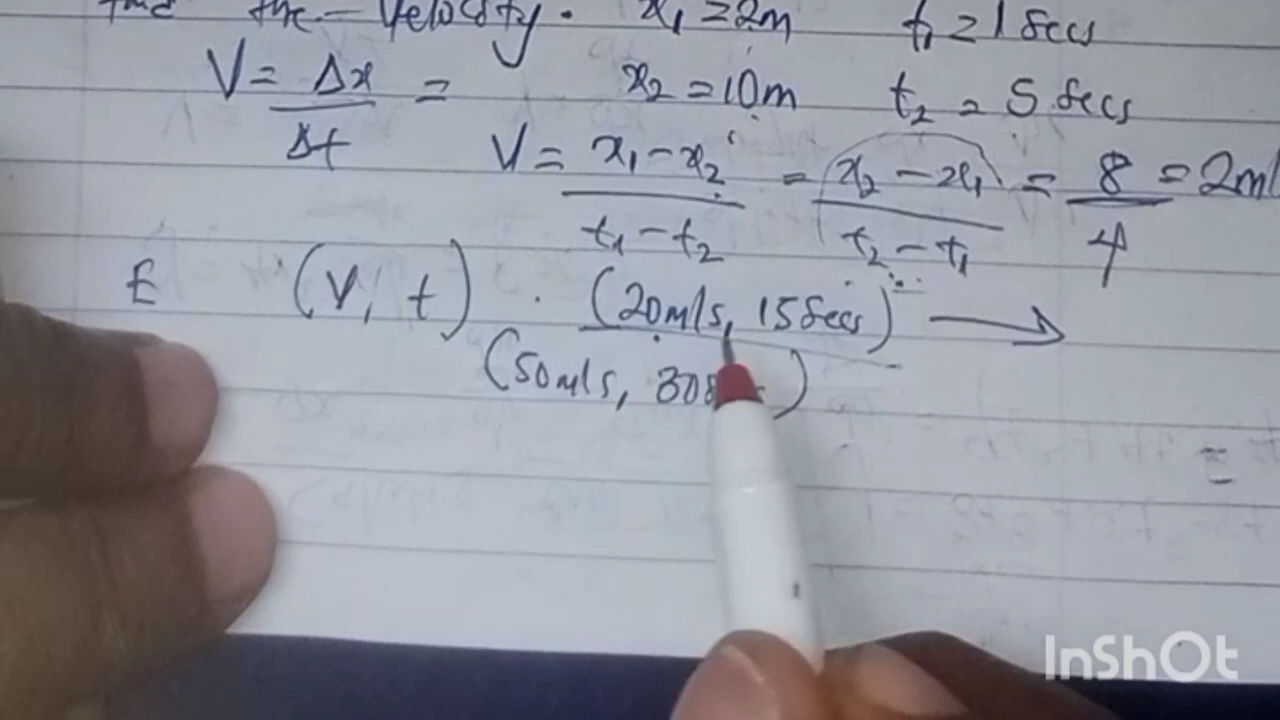 the Velocity. x₁ = 2m t₁ = 1 secs
V = Δx/Δt = x₂ = 10m t₂ = 5 secs
V = x₁ - x₂ / t₁ - t₂ = x₂ - x₁ / t₂ - t₁ = 8/4 = 2m/
E (V, t) . (20m/s, 15secs) →
(50m/s, 30
=
InShOt